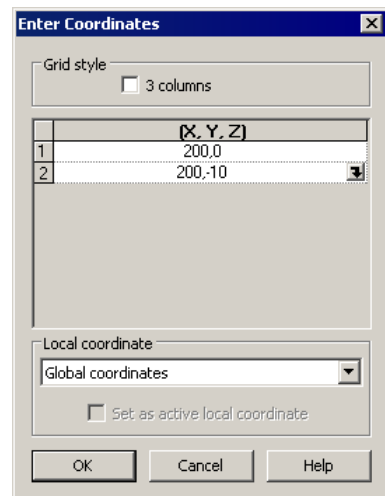 Enter Coordinates
Grid style
3 columns
(X, Y, Z)
1 200,0
2 200,-10
Local coordinate
Global coordinates
Set as active local coordinate
OK Cancel Help